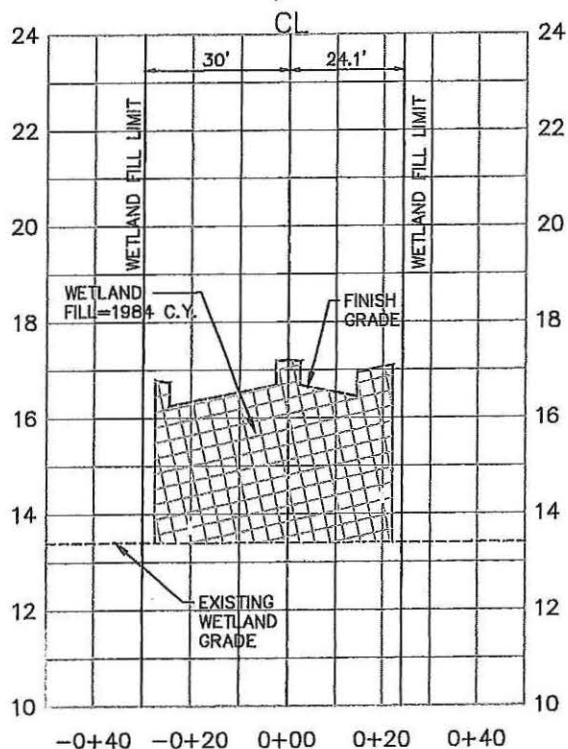 CL
24 24
30' 24.1'
WETLAND FILL LIMIT
WETLAND FILL LIMIT
22 22
20 20
WETLAND
FILL=1984 C.Y.
FINISH
GRADE
18 18
16 16
14 14
EXISTING
WETLAND
GRADE
12 12
10 10
-0+40 -0+20 0+00 0+20 0+40